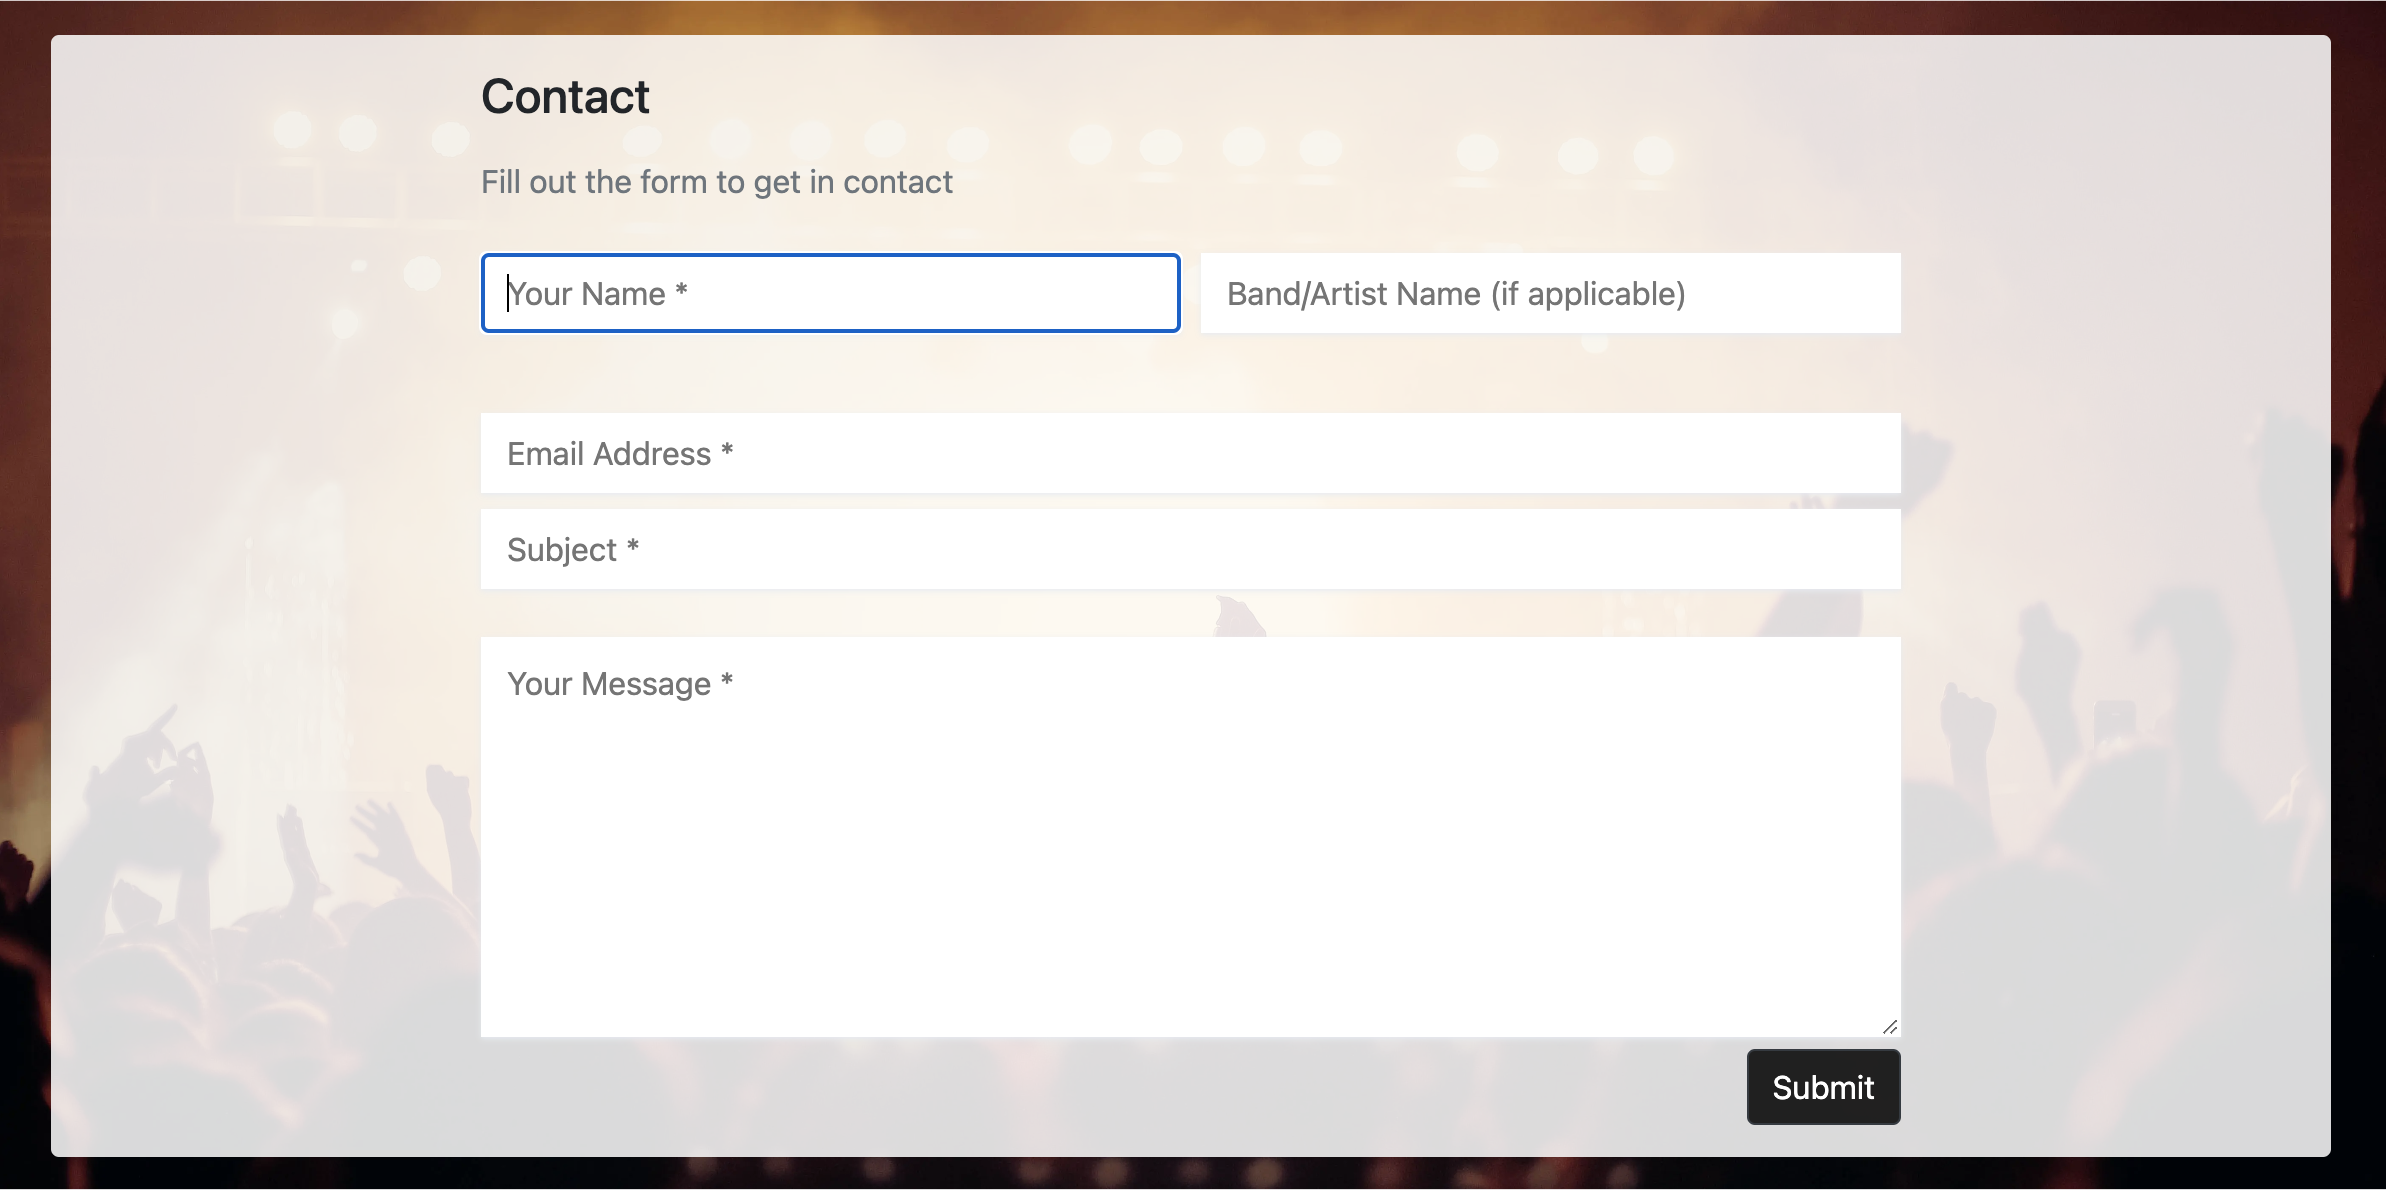 Contact
Fill out the form to get in contact
Your Name *
Band/Artist Name (if applicable)
Email Address *
Subject *
Your Message *
Submit